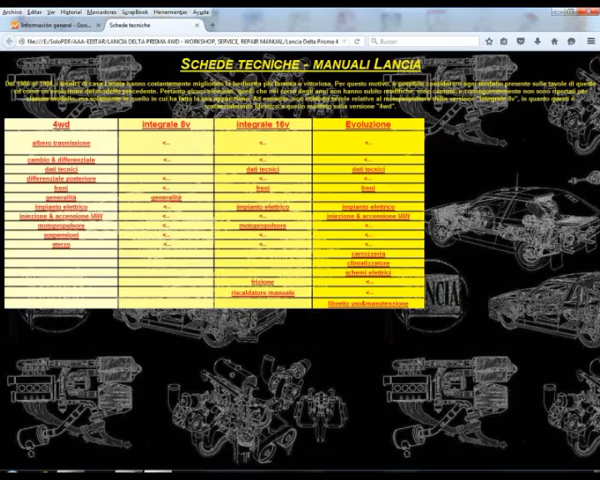 Archivo Editar Ver Historial Marcadores ScrapBook Herramientas Ayuda
Información general - Goo... Schede tecniche
file:///E:/SoloPDF/AAA-EDITAR/LANCIA DELTA PRISMA 4WD - WORKSHOP, SERVICE, REPAIR MANUAL/Lancia Delta Prisma 4 Buscar
SCHEDE TECNICHE - MANUALI LANCIA
4wd integrale 8v integrale 16v Evoluzione
albero trasmissione <-- <-- <--
cambio & differenziale <-- <-- <--
dati tecnici dati tecnici dati tecnici
differenziale posteriore <-- <-- <--
freni <-- freni freni
generalità generalità
impianto elettrico <-- impianto elettrico impianto elettrico
iniezione & accensione IAW <-- <-- iniezione & accensione IAW
motopropulsore <-- motopropulsore <--
sospensioni <-- <-- <--
sterzo <-- <-- <--
carrozzeria
climatizzatore
schemi elettrici
frizione <--
riscaldatore manuale <--
libretto uso&manutenzione